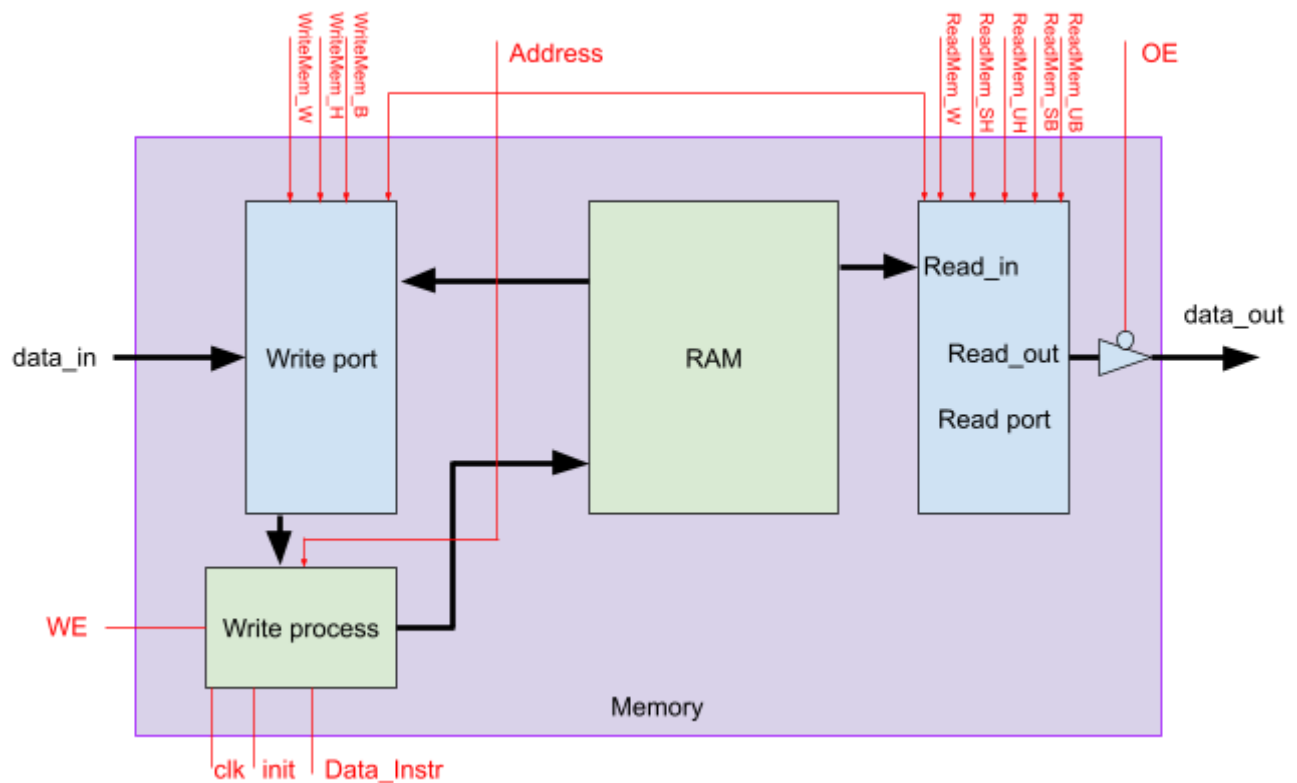 WriteMem_W
WriteMem_H
WriteMem_B
Address
ReadMem_W
ReadMem_SH
ReadMem_UH
ReadMem_SB
ReadMem_UB
OE
Read_in
data_out
data_in
Write port
RAM
Read_out
Read port
WE
Write process
Memory
clk
init
Data_Instr